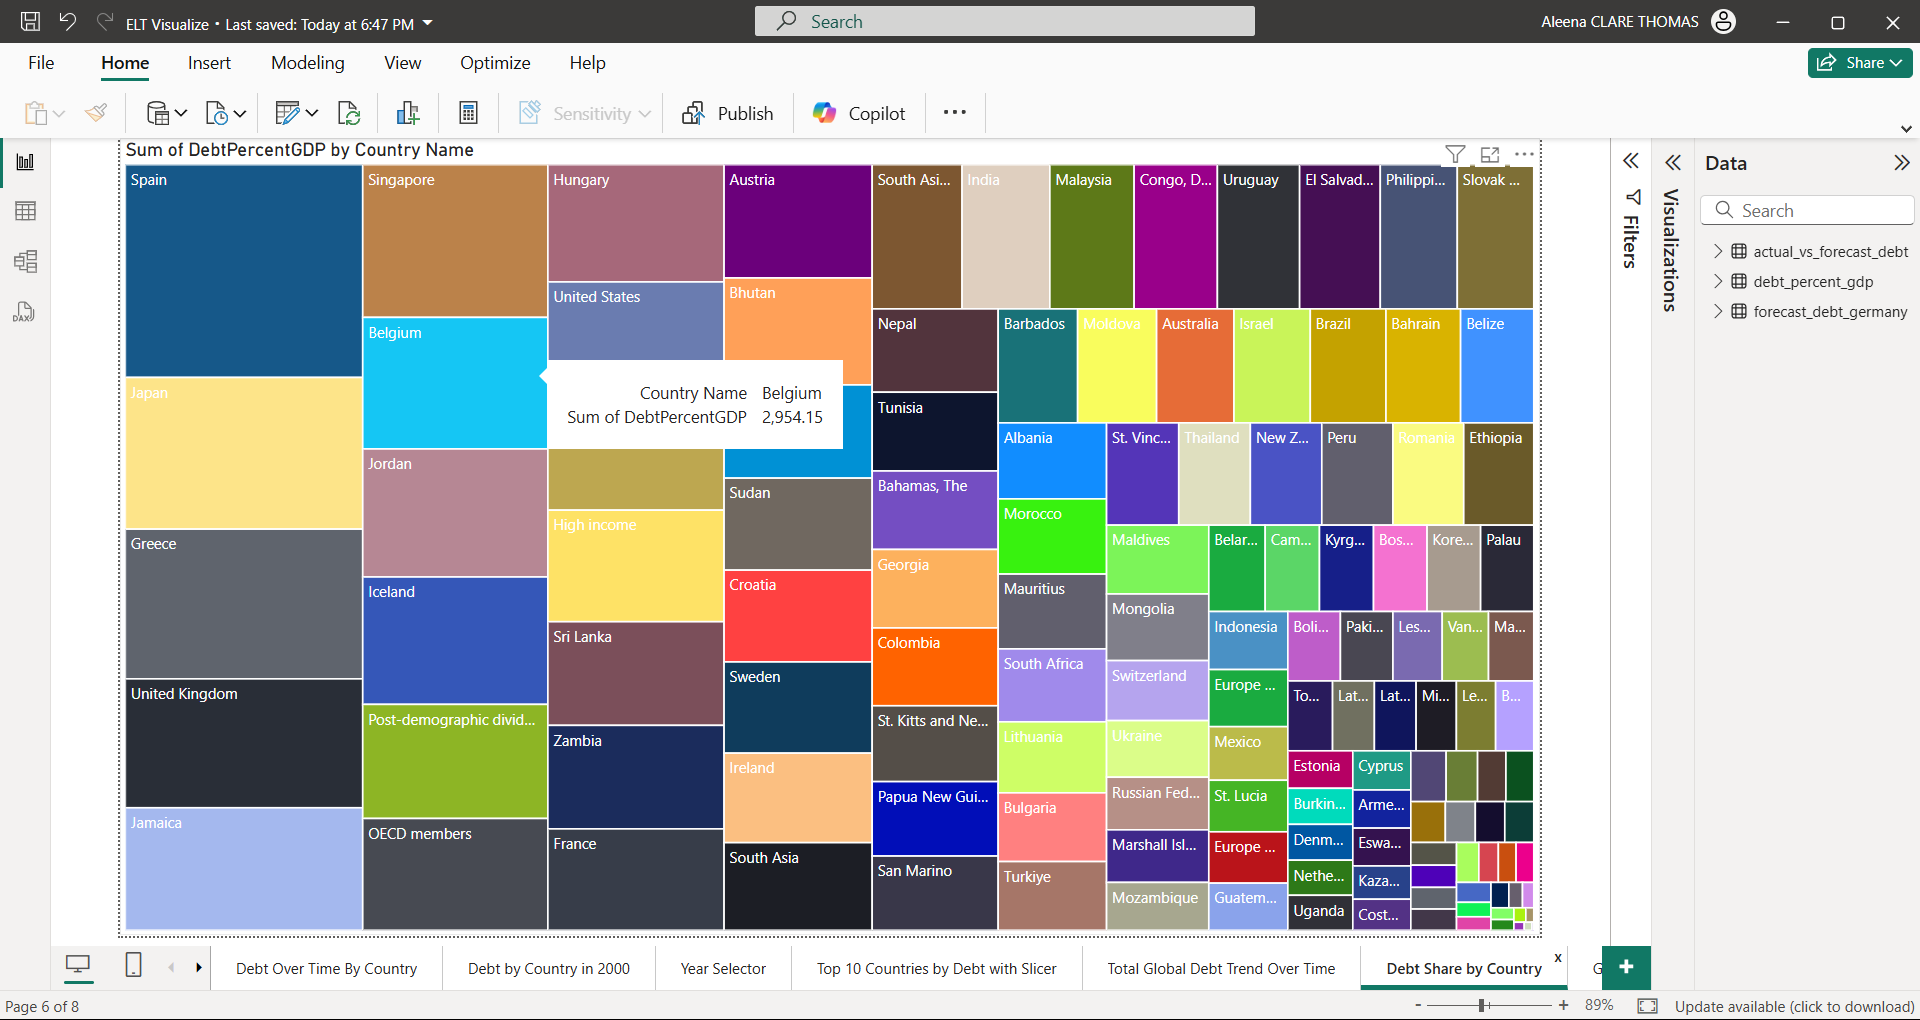 ELT Visualize • Last saved: Today at 6:47 PM
Search
Aleena CLARE THOMAS
File
Home
Insert
Modeling
View
Optimize
Help
Share
Sensitivity
Publish
Copilot
Sum of DebtPercentGDP by Country Name
Spain
Japan
Greece
United Kingdom
Jamaica
Singapore
Belgium
Jordan
Iceland
Post-demographic divid...
OECD members
Hungary
United States
High income
Sri Lanka
Zambia
France
Country Name Belgium
Sum of DebtPercentGDP 2,954.15
Austria
Bhutan
Sudan
Croatia
Sweden
Ireland
South Asia
South Asi...
India
Malaysia
Congo, D...
Uruguay
El Salvad...
Philippi...
Slovak ...
Nepal
Tunisia
Bahamas, The
Georgia
Colombia
St. Kitts and Ne...
Papua New Gui...
San Marino
Barbados
Moldova
Australia
Israel
Brazil
Bahrain
Belize
Albania
Morocco
Mauritius
South Africa
Lithuania
Bulgaria
Turkiye
St. Vinc...
Thailand
New Z...
Peru
Romania
Ethiopia
Maldives
Mongolia
Switzerland
Ukraine
Russian Fed...
Marshall Isl...
Mozambique
Belar...
Cam...
Kyrg...
Bos...
Kore...
Palau
Indonesia
Europe ...
Mexico
St. Lucia
Europe ...
Guatem...
Boli...
Paki...
Les...
Van...
Ma...
To...
Lat...
Lat...
Mi...
Le...
B...
Estonia
Burkin...
Denm...
Nethe...
Uganda
Cyprus
Arme...
Eswa...
Kaza...
Cost...
Filters
Visualizations
Data
Search
actual_vs_forecast_debt
debt_percent_gdp
forecast_debt_germany
DAX
Debt Over Time By Country
Debt by Country in 2000
Year Selector
Top 10 Countries by Debt with Slicer
Total Global Debt Trend Over Time
Debt Share by Country
x
G
Page 6 of 8
- + 89%
Update available (click to download)